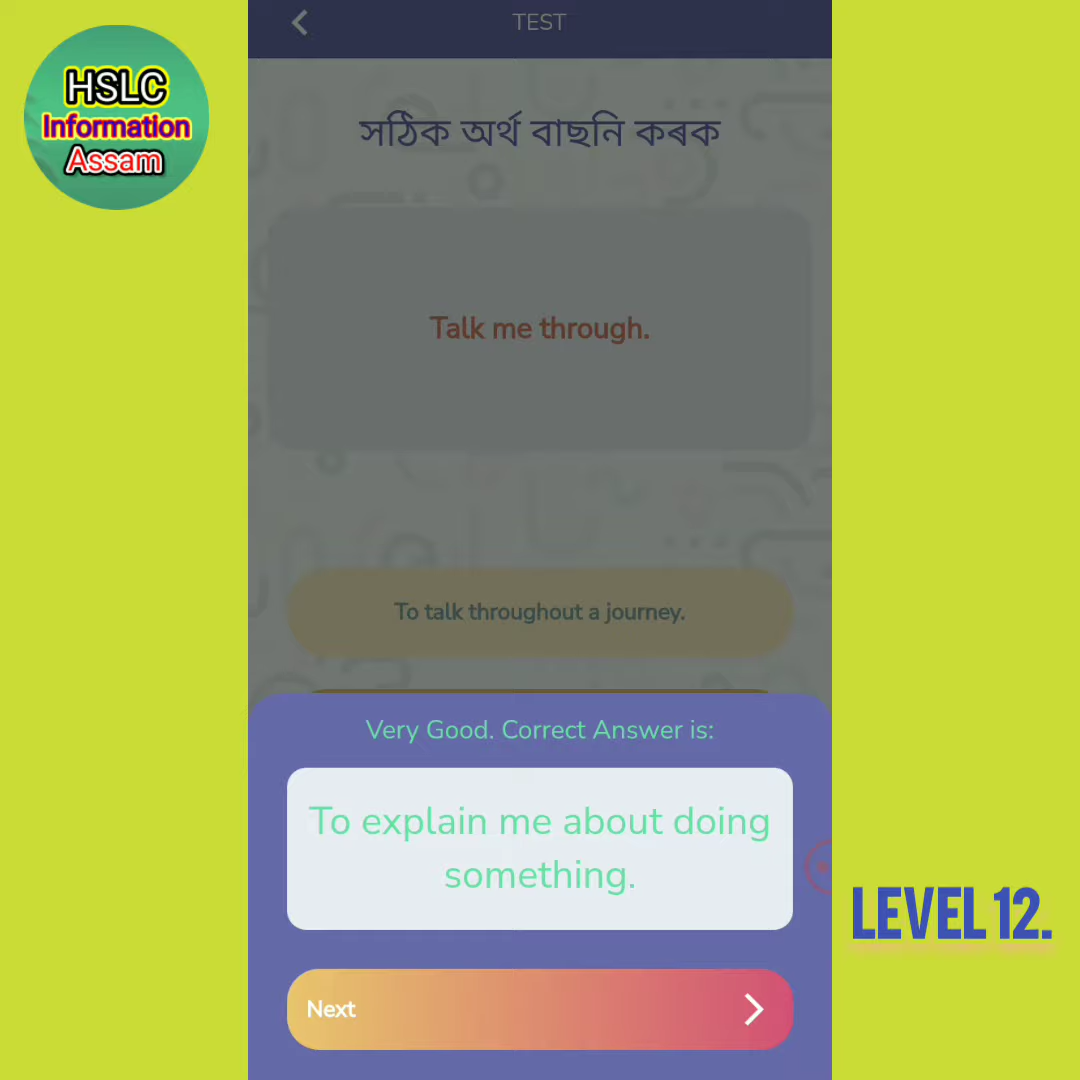 HSLC
Information
Assam
TEST
সঠিক অৰ্থ বাছনি কৰক
Talk me through.
To talk throughout a journey.
Very Good. Correct Answer is:
To explain me about doing
something.
Next
LEVEL 12.